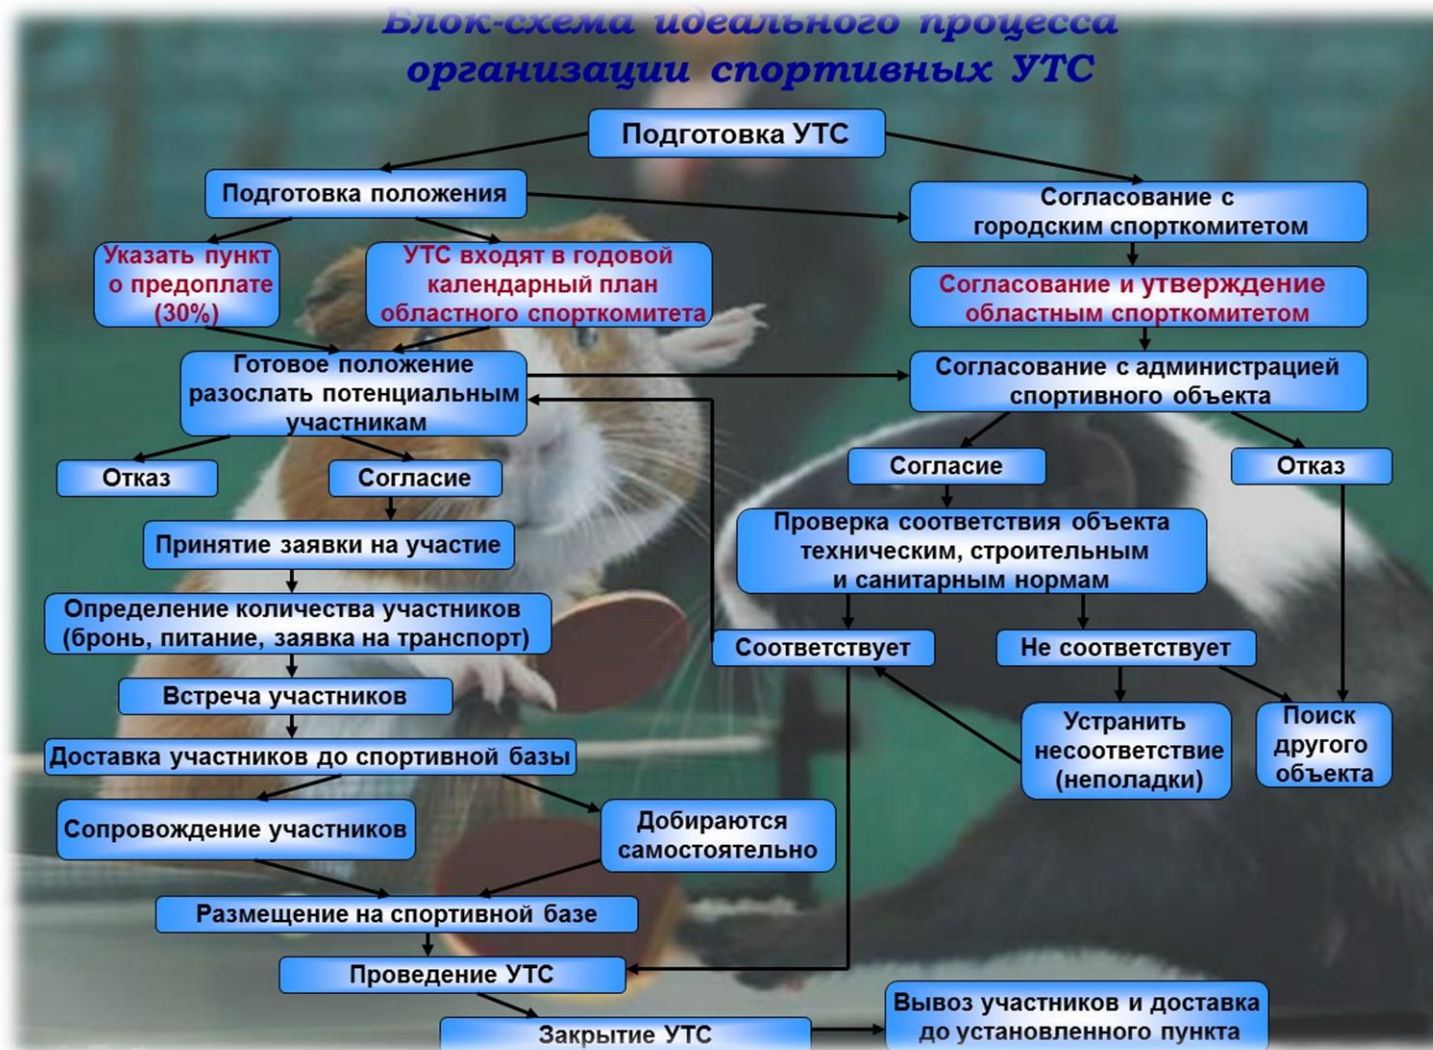 Блок-схема идеального процесса
организации спортивных УТС
Подготовка УТС
Подготовка положения
Согласование с
городским спорткомитетом
Указать пункт
о предоплате
(30%)
УТС входят в годовой
календарный план
областного спорткомитета
Согласование и утверждение
областным спорткомитетом
Готовое положение
разослать потенциальным
участникам
Согласование с администрацией
спортивного объекта
Отказ
Согласие
Согласие
Отказ
Принятие заявки на участие
Проверка соответствия объекта
техническим, строительным
и санитарным нормам
Определение количества участников
(бронь, питание, заявка на транспорт)
Соответствует
Не соответствует
Встреча участников
Устранить
несоответствие
(неполадки)
Поиск
другого
объекта
Доставка участников до спортивной базы
Сопровождение участников
Добираются
самостоятельно
Размещение на спортивной базе
Проведение УТС
Закрытие УТС
Вывоз участников и доставка
до установленного пункта